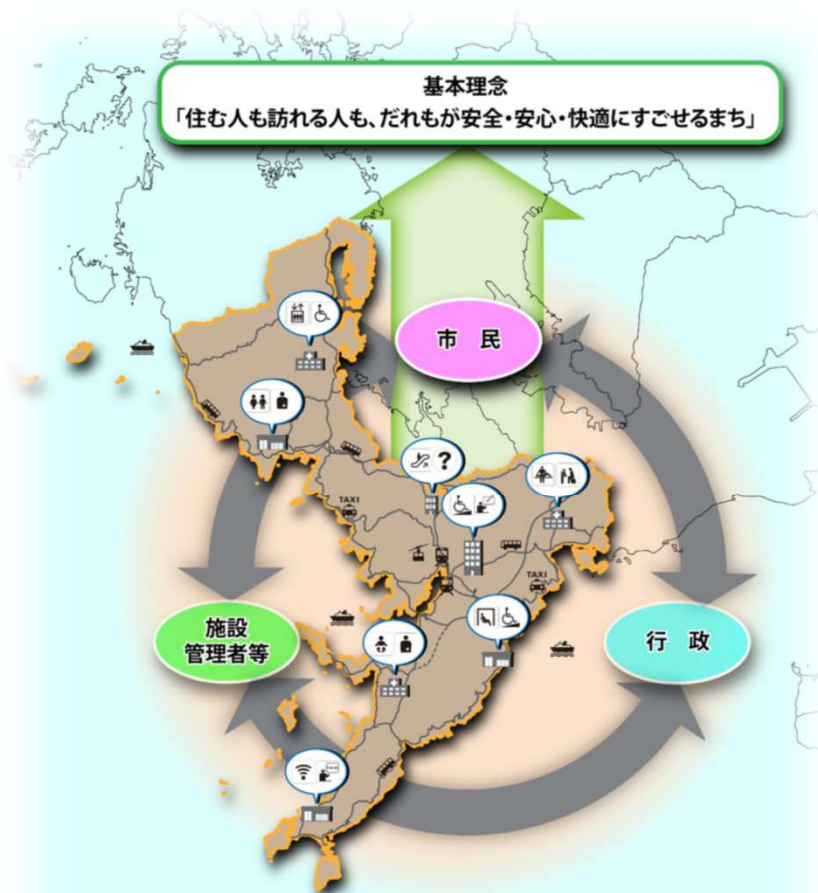 基本理念
「住む人も訪れる人も、だれもが安全・安心・快適にすごせるまち」
市 民
?
TAXI
TAXI
施設
管理者等
行 政